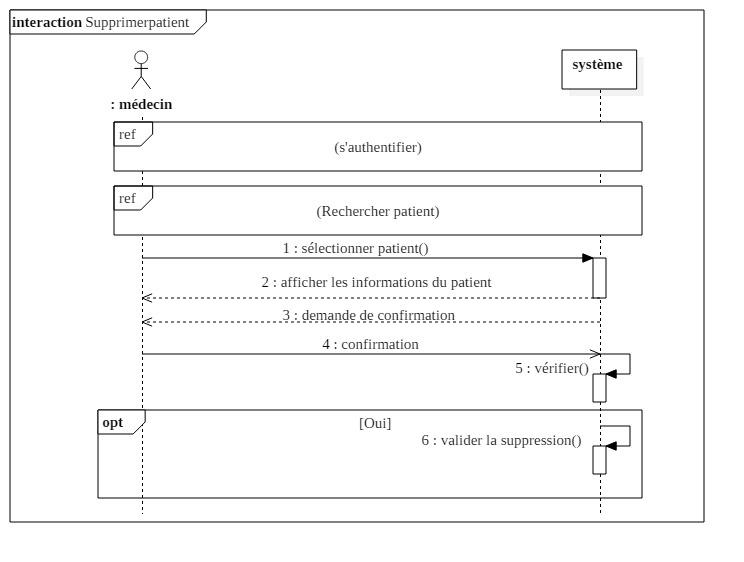 interaction Supprimerpatient
système
: médecin
ref
(s'authentifier)
ref
(Rechercher patient)
1 : sélectionner patient()
2 : afficher les informations du patient
3 : demande de confirmation
4 : confirmation
5 : vérifier()
opt
[Oui]
6 : valider la suppression()